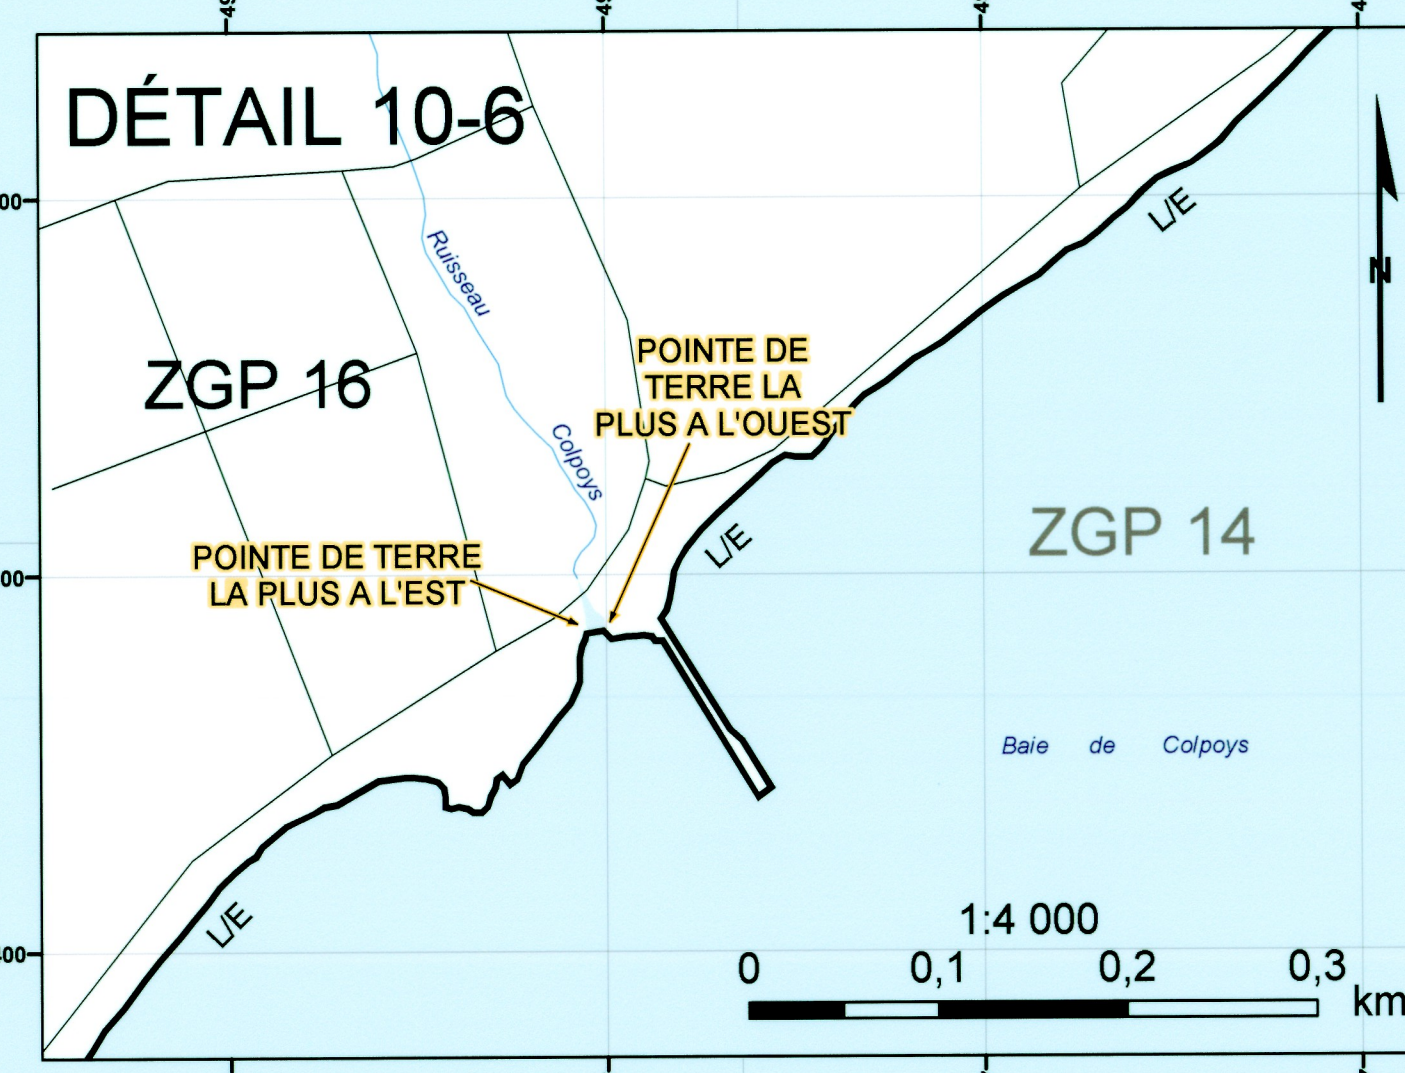 DÉTAIL 10-6
L/E
N
Ruisseau
ZGP 16
POINTE DE
TERRE LA
PLUS A L'OUEST
Colpoys
ZGP 14
L/E
POINTE DE TERRE
LA PLUS A L'EST
Baie de Colpoys
L/E
1:4 000
0 0,1 0,2 0,3
km